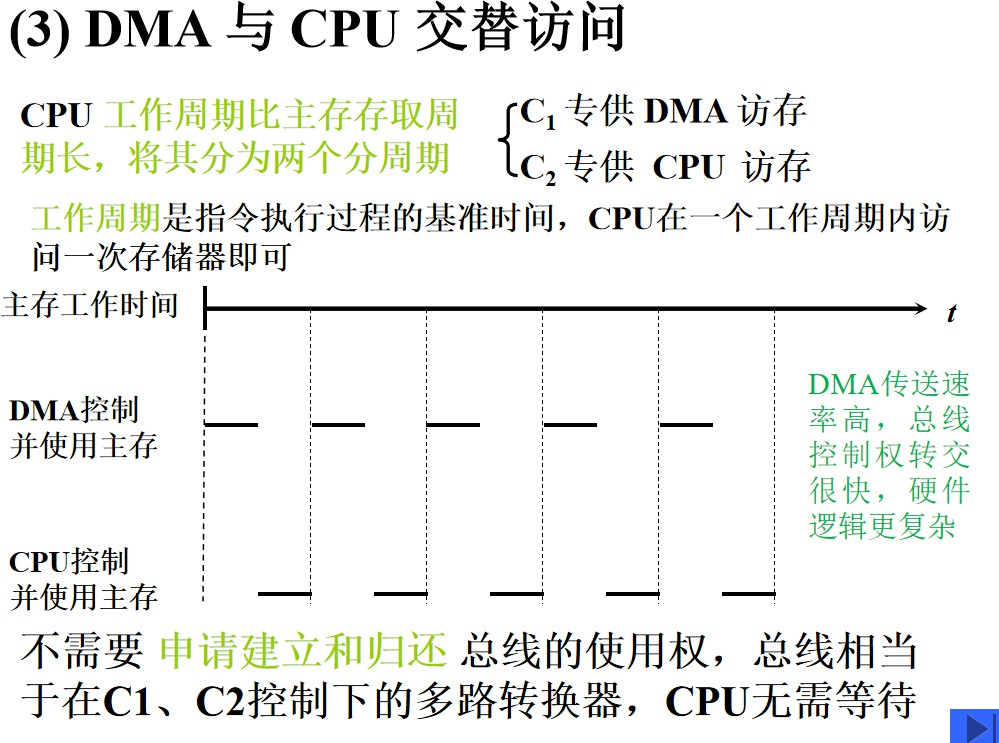 (3) DMA 与 CPU 交替访问
CPU 工作周期比主存存取周
期长，将其分为两个分周期
C1 专供 DMA 访存
C2 专供 CPU 访存
工作周期是指令执行过程的基准时间，CPU在一个工作周期内访
问一次存储器即可
主存工作时间
t
DMA控制
并使用主存
DMA传送速
率高，总线
控制权转交
很快，硬件
逻辑更复杂
CPU控制
并使用主存
不需要 申请建立和归还 总线的使用权，总线相当
于在C1、C2控制下的多路转换器，CPU无需等待